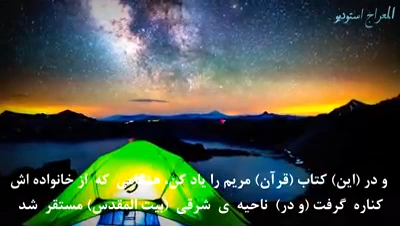 المعراج استودیو
و در (این) کتاب (قرآن) مریم را یاد کن، هنگامی که از خانواده اش
کناره گرفت (و در) ناحیه ی شرقی (بیت المقدس) مستقر شد